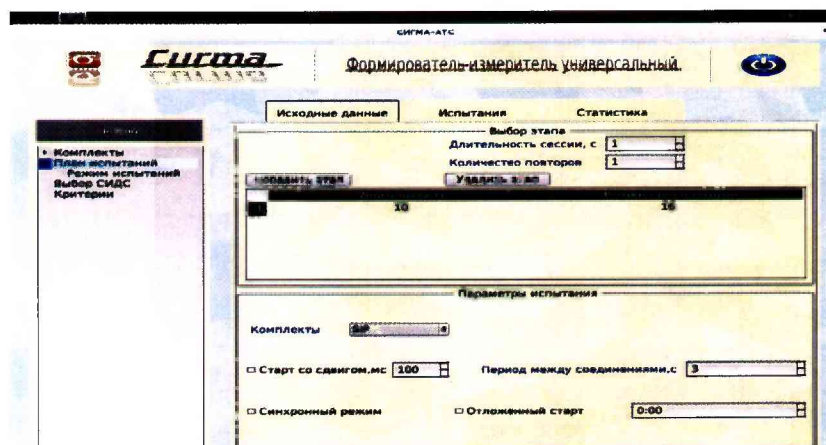 СИГМА-АТС
Сигма
Формирователь-измеритель универсальный
Исходные данные Испытания Статистика
Комплекты
План испытаний
Режим испытаний
Выбор СИДС
Критерии
Выбор этапа
Длительность сессии, с 1
Количество повторов 1
Удалить этап
10 16
Параметры испытания
Комплекты SIP
Старт со сдвигом,мс 100 Период между соединениями,с 3
Синхронный режим Отложенный старт 0:00